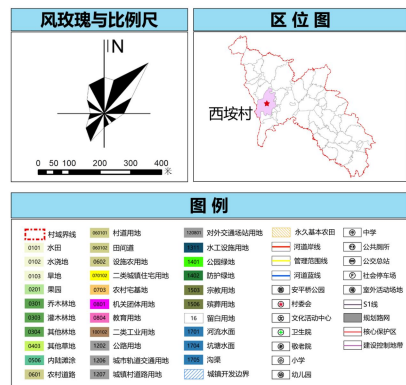 风玫瑰与比例尺
N
0 50 100 200 300 400
米
区位图
西垵村
图例
村域界线
0101 水田
0102 水浇地
0103 旱地
0201 果园
0301 乔木林地
0303 灌木林地
0304 其他林地
0403 其他草地
0506 内陆滩涂
0601 农村道路
060101 村道用地
060102 田间道
0602 设施农用地
070102 二类城镇住宅用地
0703 农村宅基地
0801 机关团体用地
0804 教育用地
100102 二类工业用地
1202 公路用地
1206 城市轨道交通用地
1207 城镇村道路用地
120801 对外交通场站用地
1311 水工设施用地
1401 公园绿地
1402 防护绿地
1503 宗教用地
1506 殡葬用地
16 留白用地
1701 河流水面
1704 坑塘水面
1705 沟渠
城镇开发边界
永久基本农田
河道岸线
管理范围线
河道蓝线
安平桥公园
村委会
文化活动中心
卫生院
敬老院
小学
幼儿园
中学
公共厕所
公交总站
社会停车场
室外活动场地
S1线
规划路网
核心保护区
建设控制地带